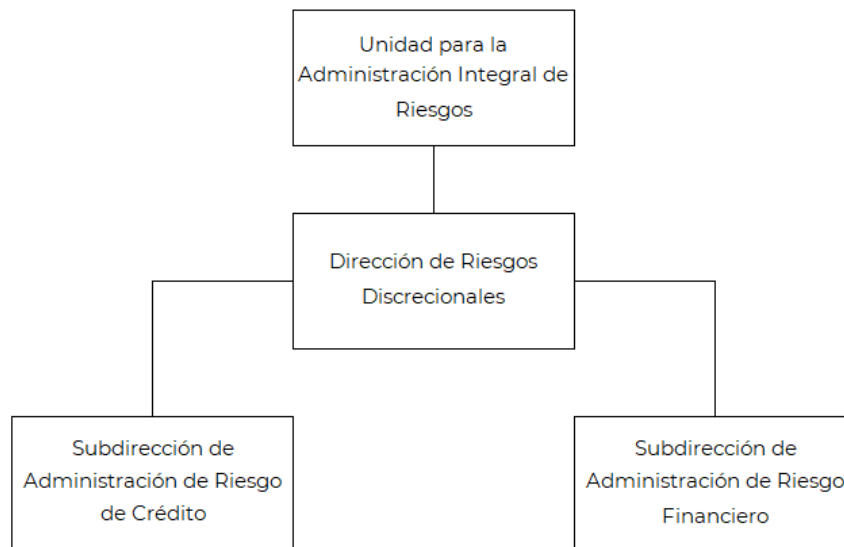 Unidad para la
Administración Integral de
Riesgos
Dirección de Riesgos
Discrecionales
Subdirección de
Administración de Riesgo
de Crédito
Subdirección de
Administración de Riesgo
Financiero